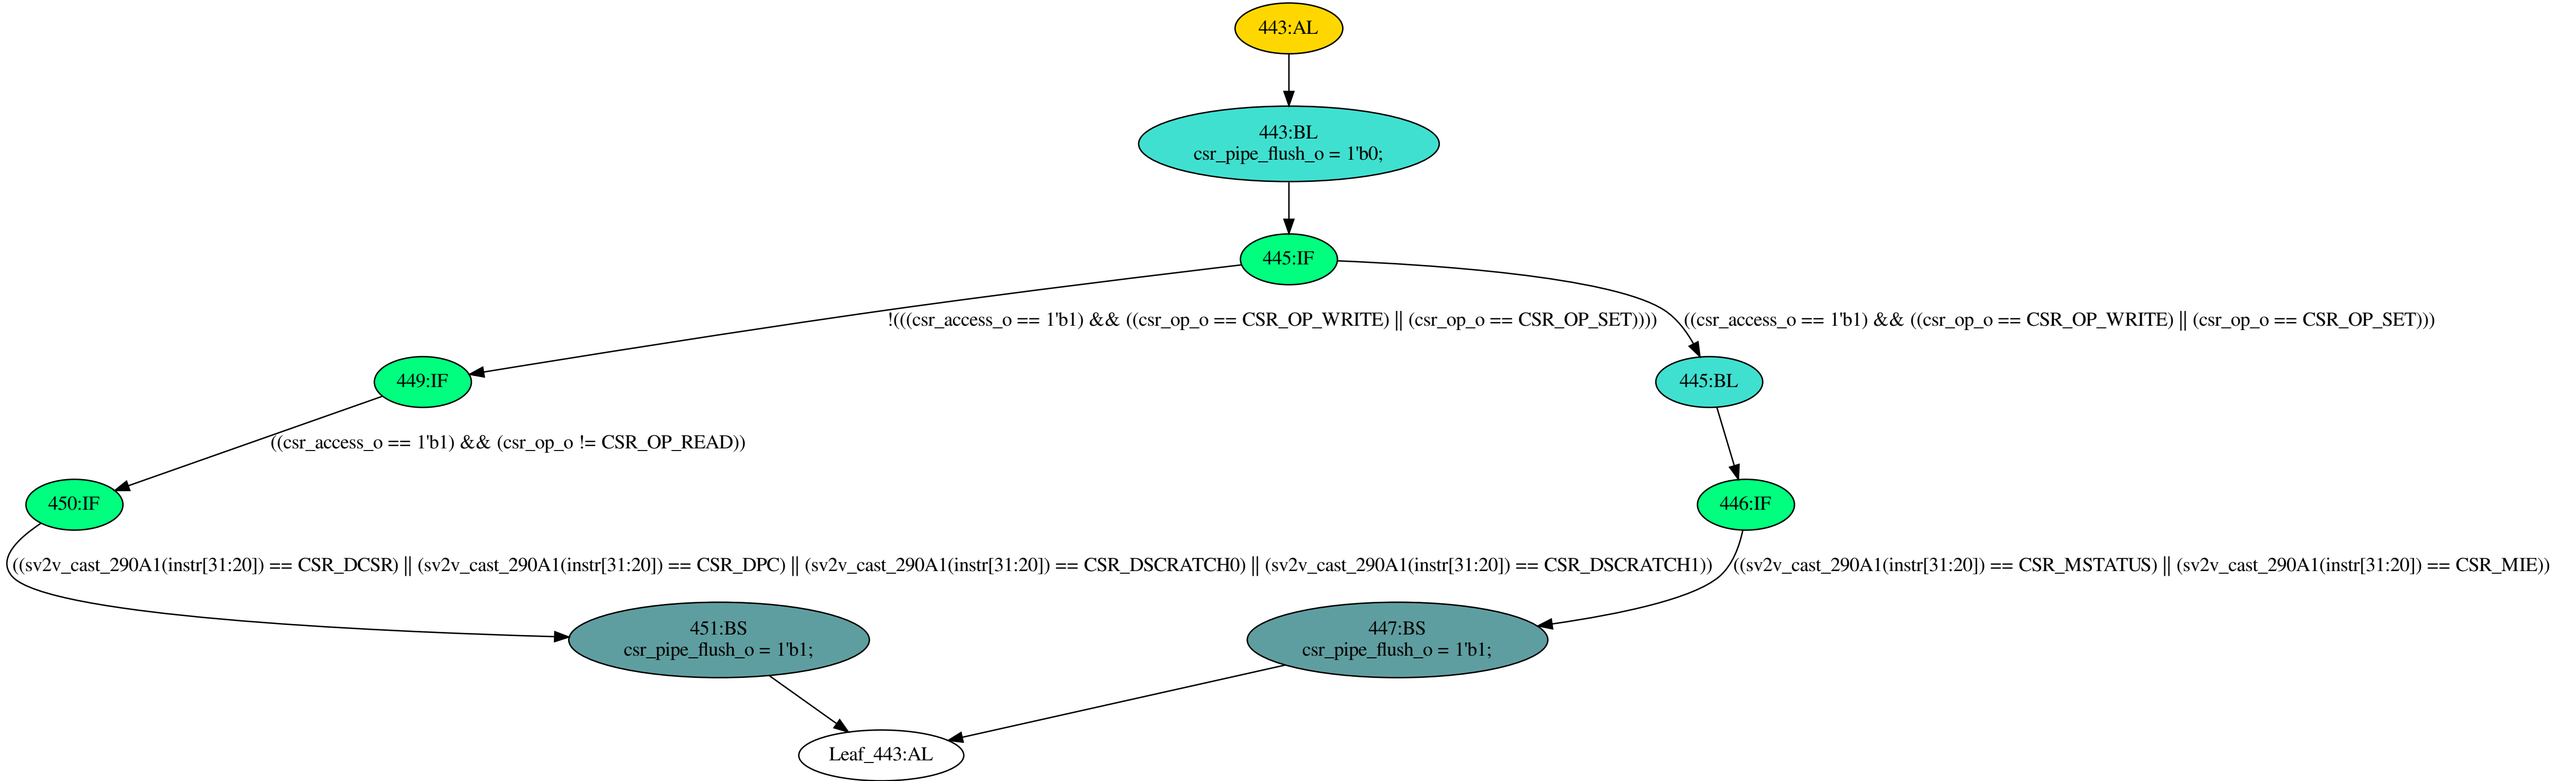 443:AL
443:BL
csr_pipe_flush_o = 1'b0;
445:IF
!(((csr_access_o == 1'b1) && ((csr_op_o == CSR_OP_WRITE) || (csr_op_o == CSR_OP_SET))))
((csr_access_o == 1'b1) && ((csr_op_o == CSR_OP_WRITE) || (csr_op_o == CSR_OP_SET)))
449:IF
445:BL
((csr_access_o == 1'b1) && (csr_op_o != CSR_OP_READ))
450:IF
446:IF
((sv2v_cast_290A1(instr[31:20]) == CSR_DCSR) || (sv2v_cast_290A1(instr[31:20]) == CSR_DPC) || (sv2v_cast_290A1(instr[31:20]) == CSR_DSCRATCH0) || (sv2v_cast_290A1(instr[31:20]) == CSR_DSCRATCH1))
((sv2v_cast_290A1(instr[31:20]) == CSR_MSTATUS) || (sv2v_cast_290A1(instr[31:20]) == CSR_MIE))
451:BS
csr_pipe_flush_o = 1'b1;
447:BS
csr_pipe_flush_o = 1'b1;
Leaf_443:AL